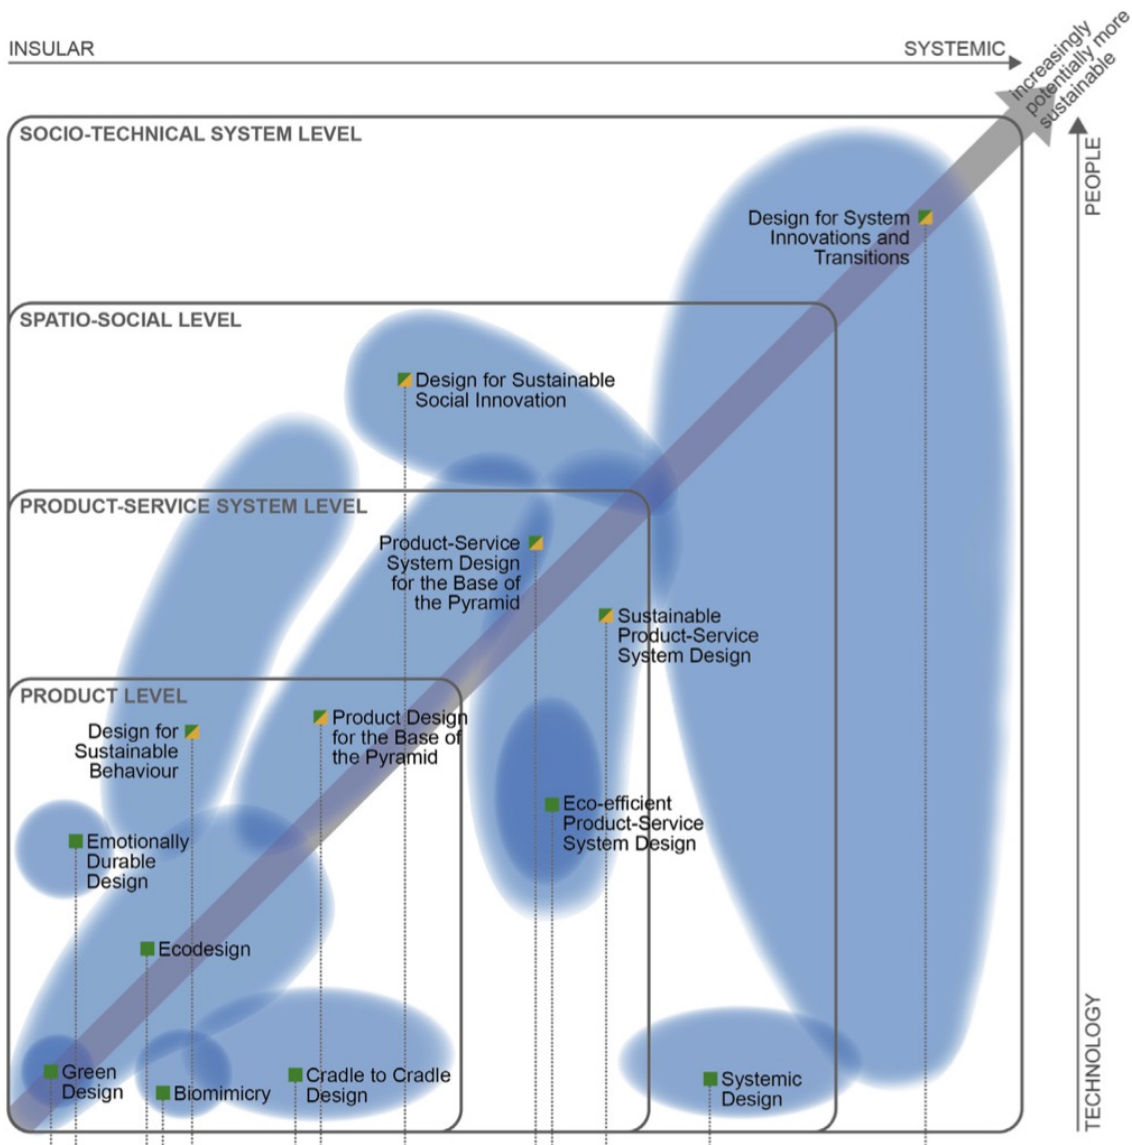 INSULAR
SYSTEMIC
increasingly
potentially more
sustainable
SOCIO-TECHNICAL SYSTEM LEVEL
PEOPLE
Design for System
Innovations and
Transitions
SPATIO-SOCIAL LEVEL
Design for Sustainable
Social Innovation
PRODUCT-SERVICE SYSTEM LEVEL
Product-Service
System Design
for the Base of
the Pyramid
Sustainable
Product-Service
System Design
PRODUCT LEVEL
Design for
Sustainable
Behaviour
Product Design
for the Base of
the Pyramid
Eco-efficient
Product-Service
System Design
Emotionally
Durable
Design
Ecodesign
Green
Design
Biomimicry
Cradle to Cradle
Design
Systemic
Design
TECHNOLOGY